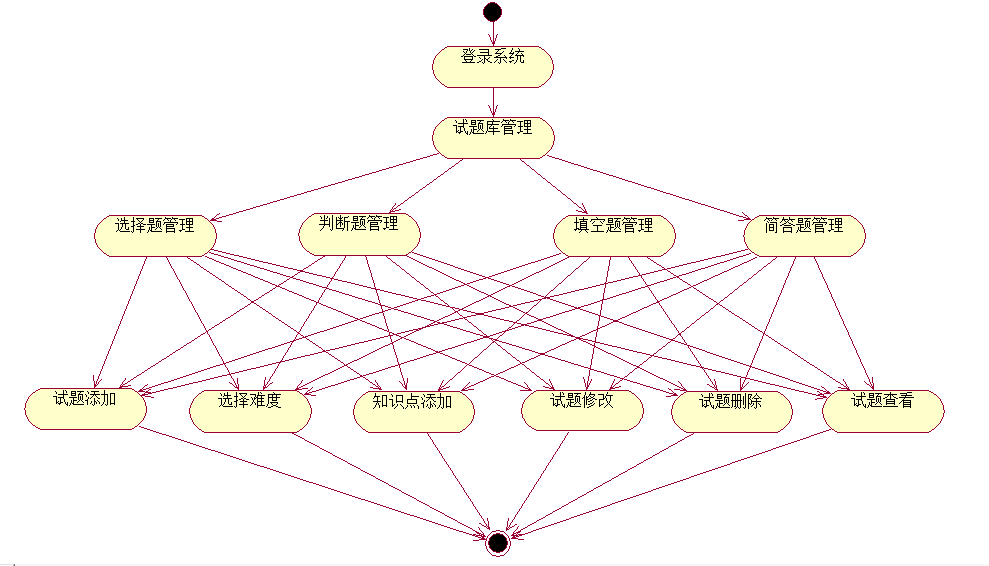 登录系统
试题库管理
选择题管理
判断题管理
填空题管理
简答题管理
试题添加
选择难度
知识点添加
试题修改
试题删除
试题查看